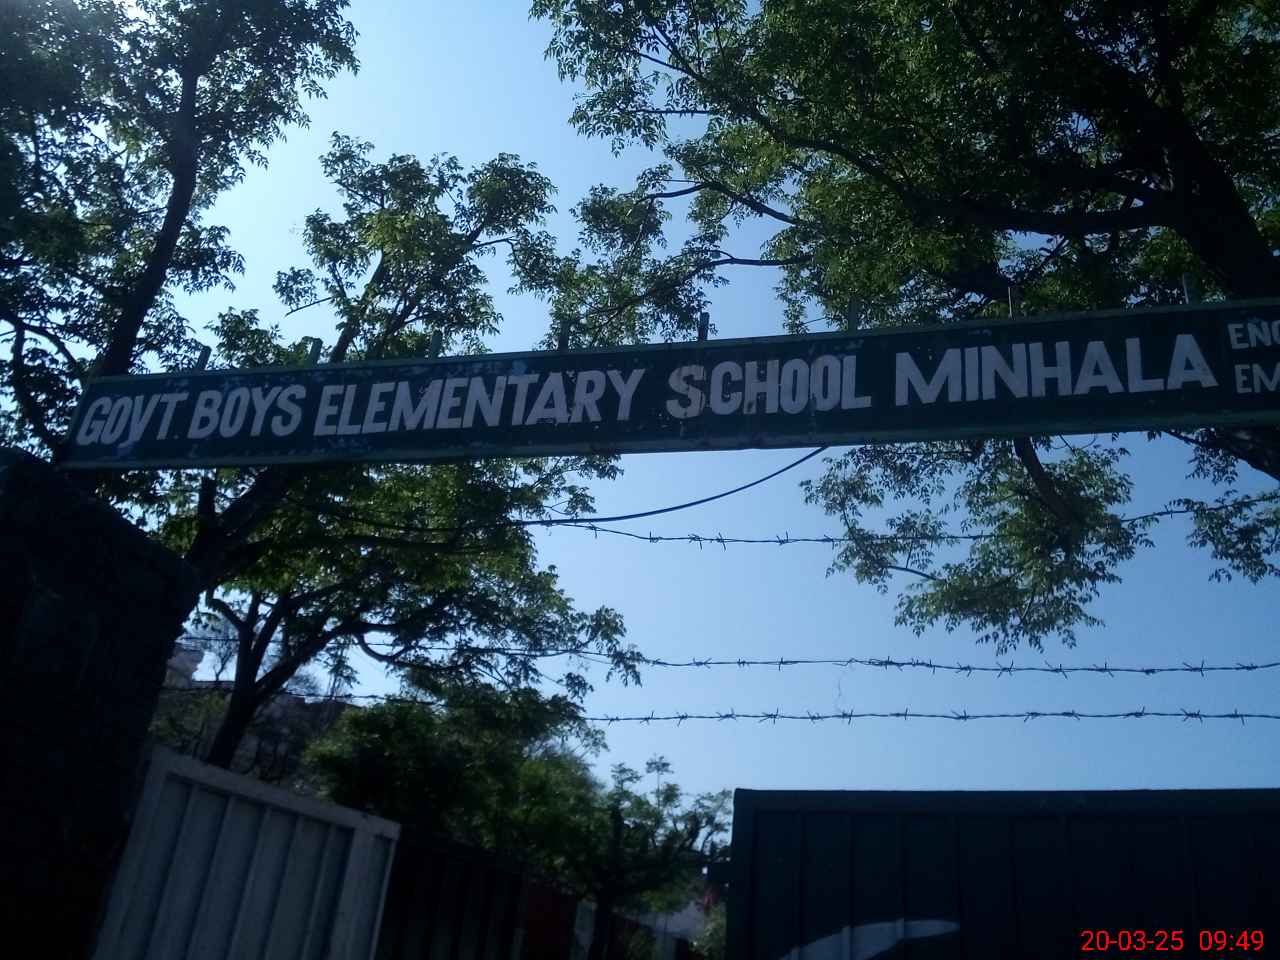 GOVT. BOYS ELEMENTARY SCHOOL MINHALA
20-03-25 09:49